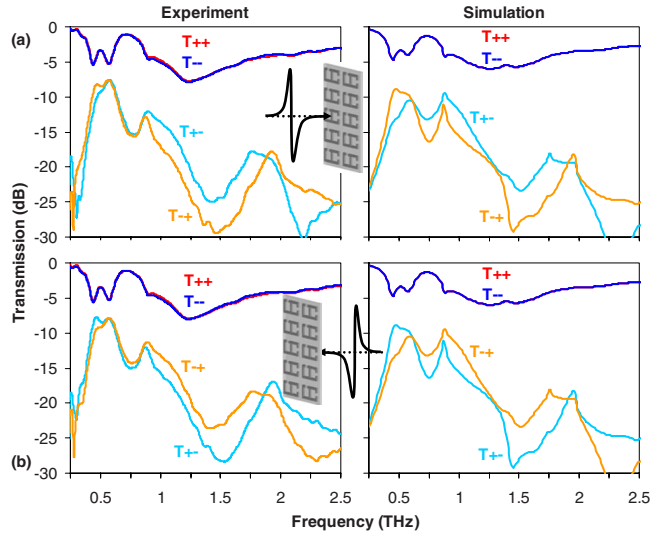 Experiment Simulation
(a)
0 T++ T++
T-- T--
-5
-10
T+- T+-
-15
-20
-25 T-+ T-+
-30
Transmission (dB)
0
T++ T++
T-- T--
-5
-10
T-+ T-+
-15
-20
-25
T+- T+-
(b)
-30
0.5 1 1.5 2 2.5 0.5 1 1.5 2 2.5
Frequency (THz)